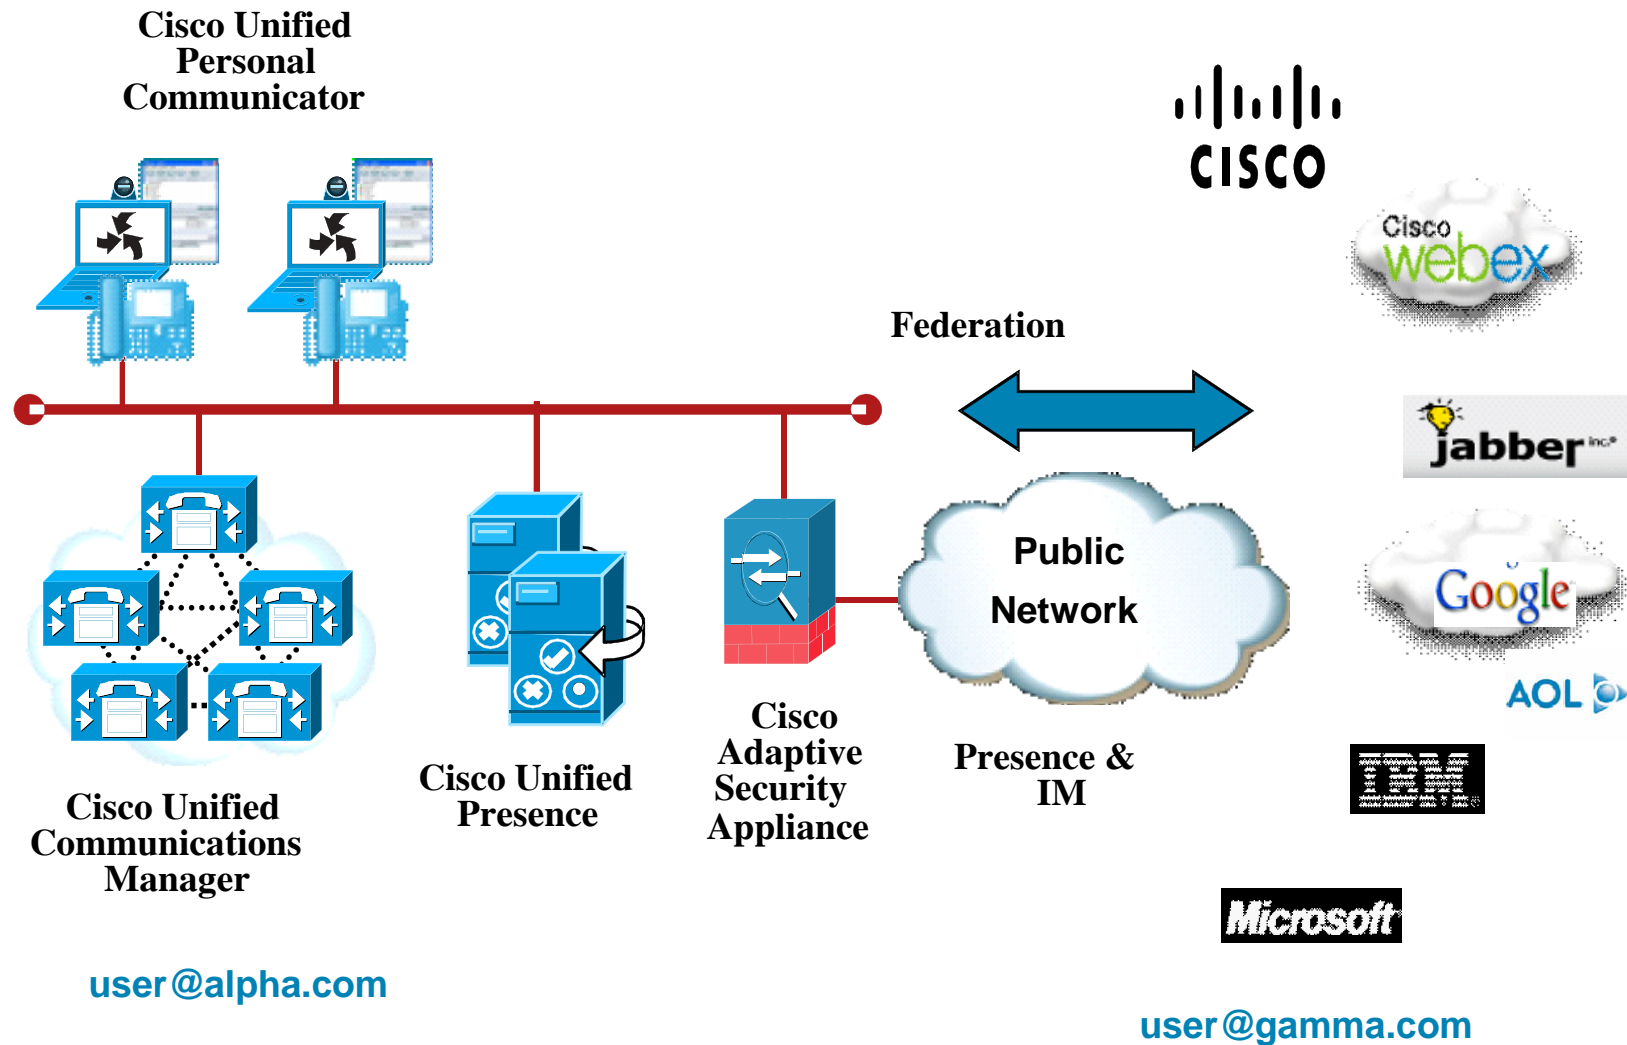 Cisco Unified
Personal
Communicator
CISCO
Cisco
webex
Federation
jabber inc.®
Public
Network
Google
AOL
Cisco
Adaptive
Security
Appliance
Presence &
IM
IBM
Cisco Unified
Presence
Cisco Unified
Communications
Manager
Microsoft
user@alpha.com
user@gamma.com